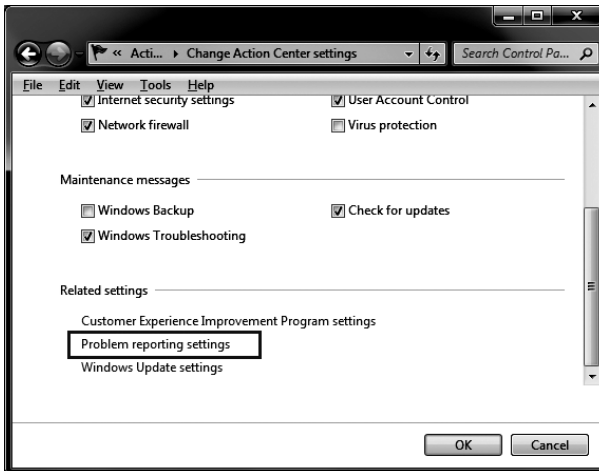 « Acti... ▸ Change Action Center settings Search Control Pa...
File Edit View Tools Help
Internet security settings User Account Control
Network firewall Virus protection
Maintenance messages
Windows Backup Check for updates
Windows Troubleshooting
Related settings
Customer Experience Improvement Program settings
Problem reporting settings
Windows Update settings
OK Cancel